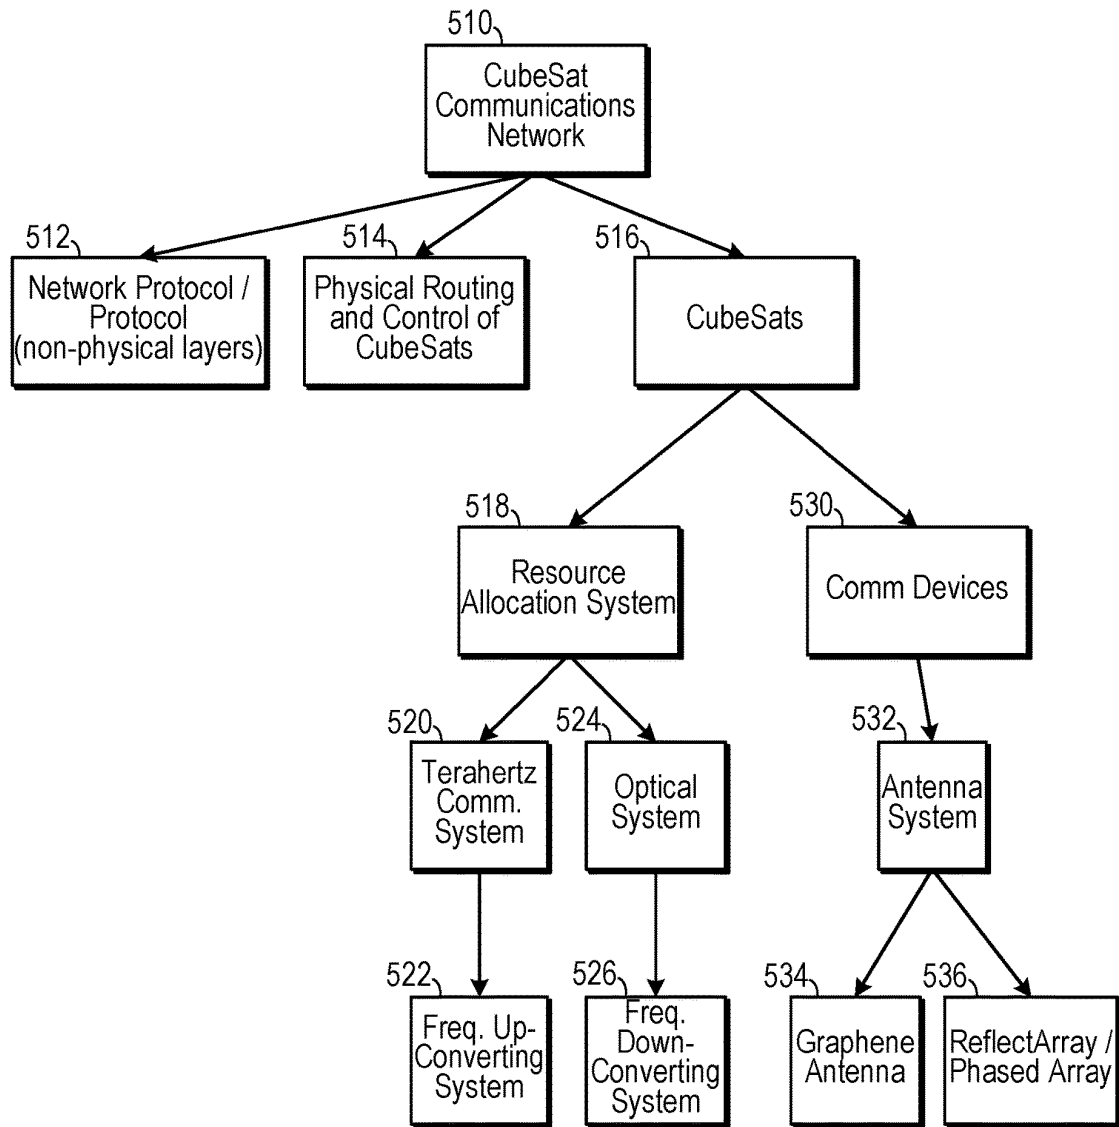 510
CubeSat
Communications
Network
512
Network Protocol /
Protocol
(non-physical layers)
514
Physical Routing
and Control of
CubeSats
516
CubeSats
518
Resource
Allocation System
530
Comm Devices
520
Terahertz
Comm.
System
524
Optical
System
532
Antenna
System
522
Freq. Up-
Converting
System
526
Freq.
Down-
Converting
System
534
Graphene
Antenna
536
ReflectArray /
Phased Array